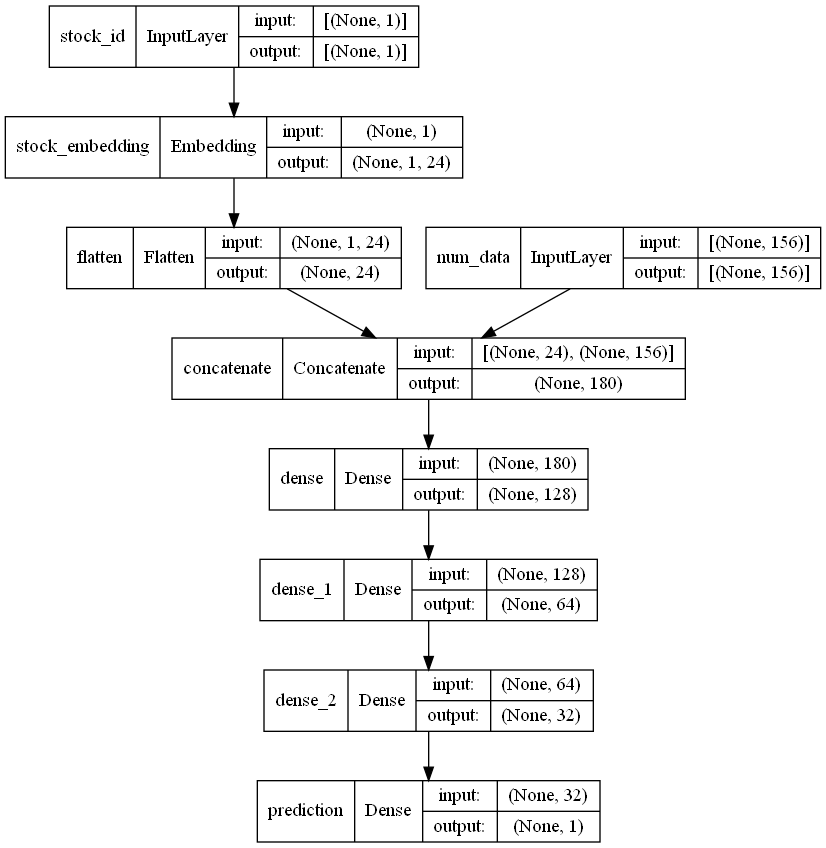 stock_id InputLayer input: [(None, 1)]
output: [(None, 1)]
stock_embedding Embedding input: (None, 1)
output: (None, 1, 24)
flatten Flatten input: (None, 1, 24)
output: (None, 24)
num_data InputLayer input: [(None, 156)]
output: [(None, 156)]
concatenate Concatenate input: [(None, 24), (None, 156)]
output: (None, 180)
dense Dense input: (None, 180)
output: (None, 128)
dense_1 Dense input: (None, 128)
output: (None, 64)
dense_2 Dense input: (None, 64)
output: (None, 32)
prediction Dense input: (None, 32)
output: (None, 1)